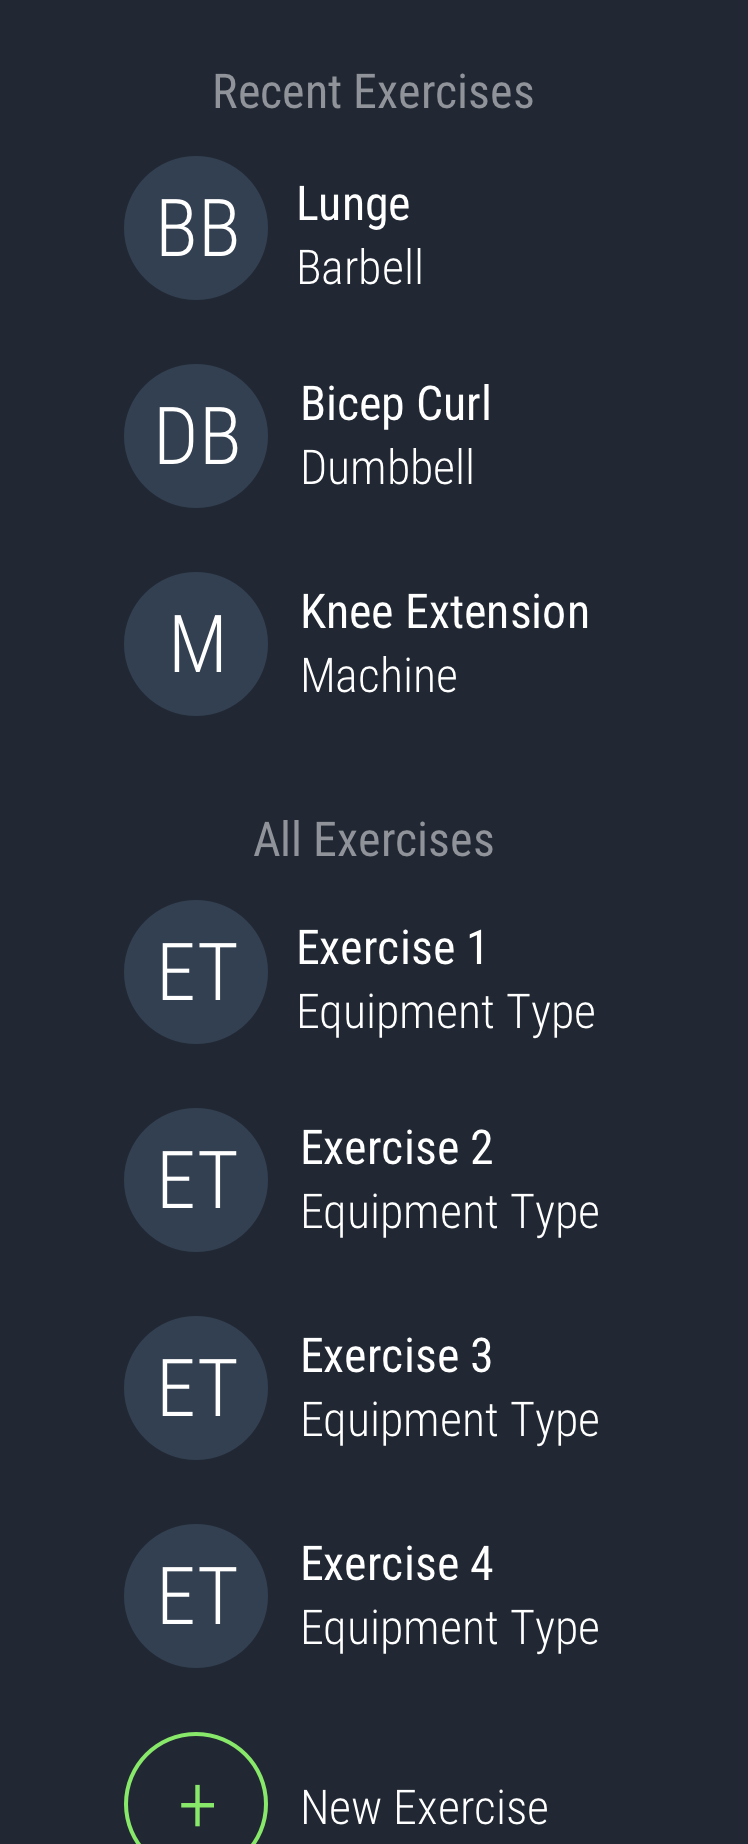 Recent Exercises
BB
Lunge
Barbell
DB
Bicep Curl
Dumbbell
M
Knee Extension
Machine
All Exercises
ET
Exercise 1
Equipment Type
ET
Exercise 2
Equipment Type
ET
Exercise 3
Equipment Type
ET
Exercise 4
Equipment Type
+
New Exercise